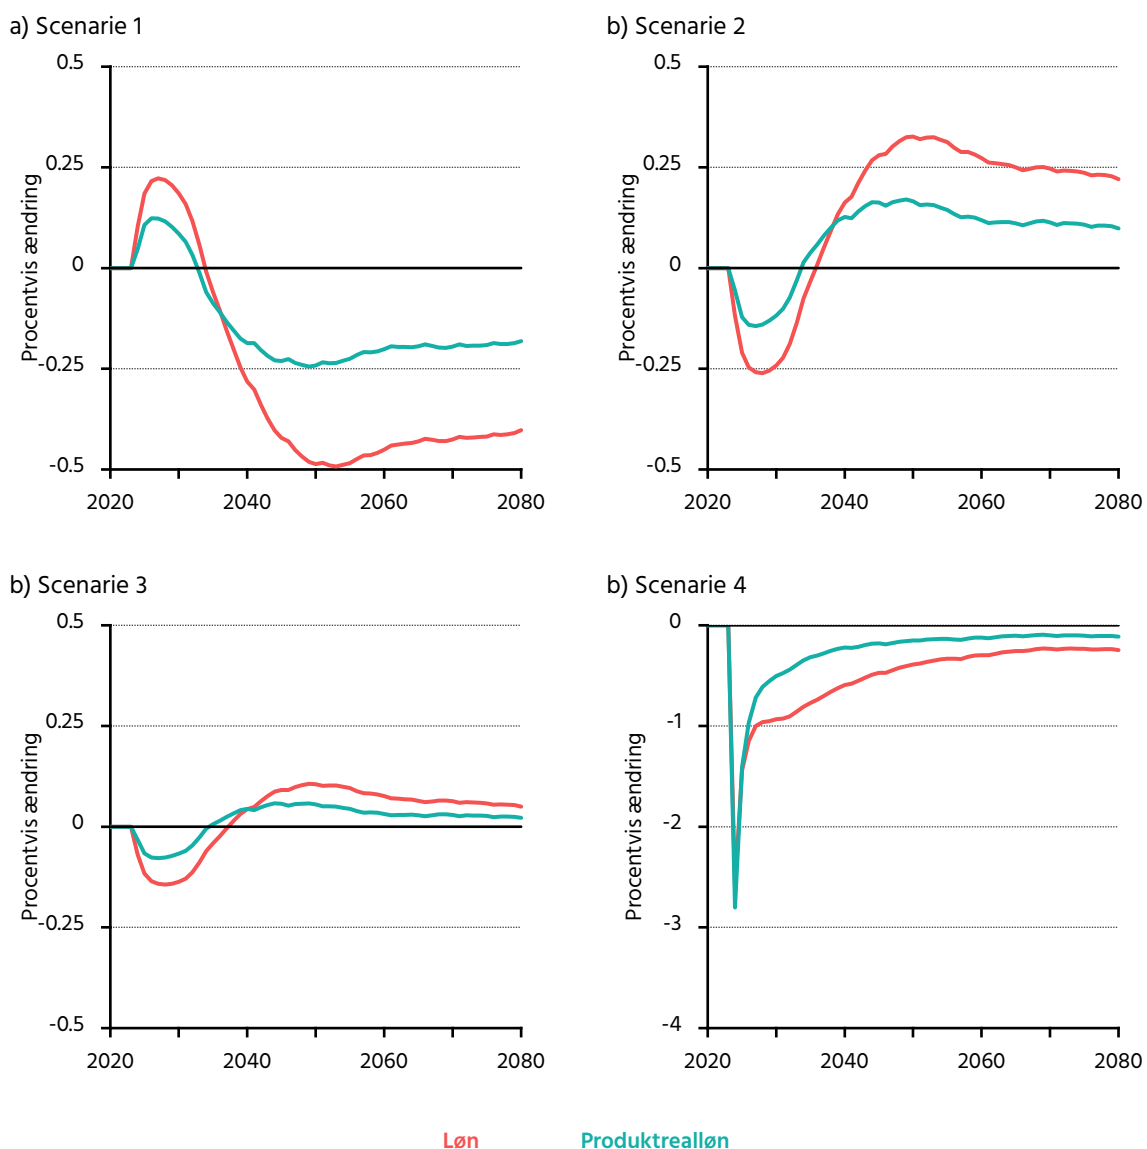 a) Scenarie 1
0.5
0.25
0
-0.25
-0.5
Procentvis ændring
2020 2040 2060 2080
b) Scenarie 2
0.5
0.25
0
-0.25
-0.5
Procentvis ændring
2020 2040 2060 2080
b) Scenarie 3
0.5
0.25
0
-0.25
-0.5
Procentvis ændring
2020 2040 2060 2080
b) Scenarie 4
0
-1
-2
-3
-4
Procentvis ændring
2020 2040 2060 2080
Løn Produktrealløn